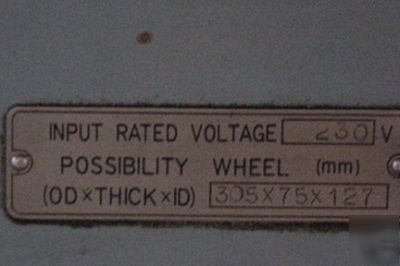 INPUT RATED VOLTAGE 230 V
POSSIBILITY WHEEL (mm)
(OD×THICK×ID) 305X75X127